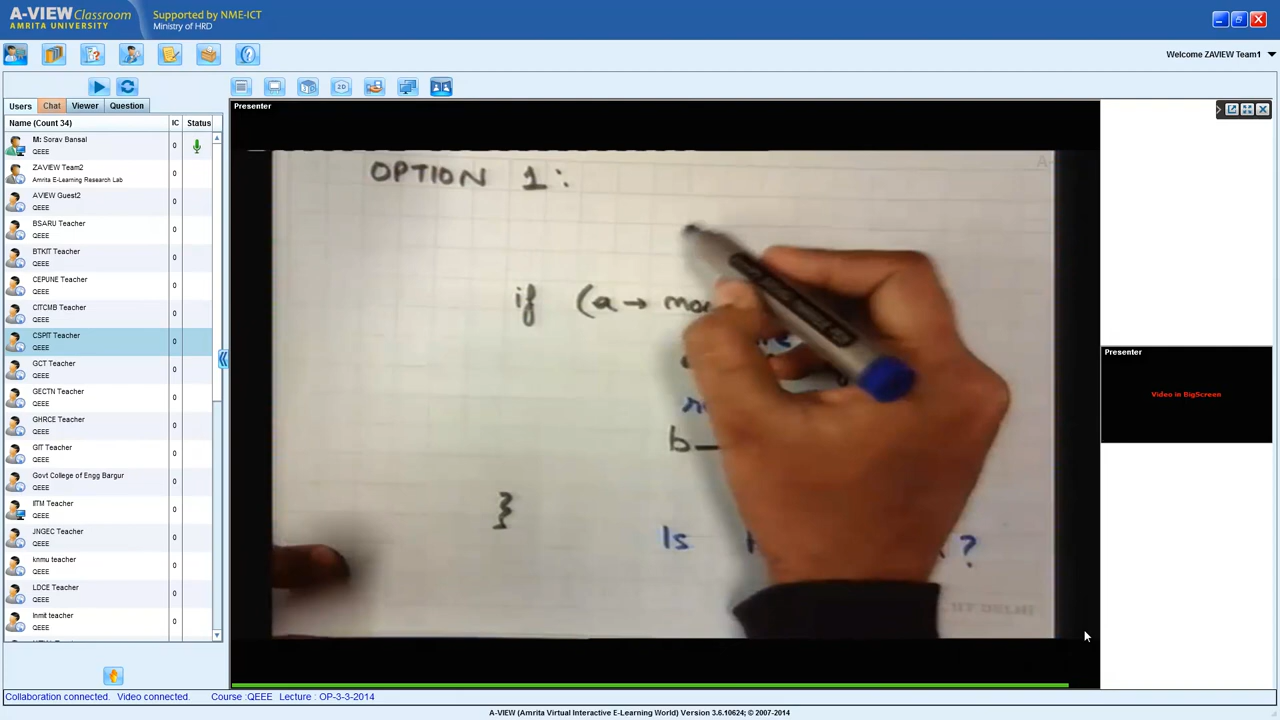 A-VIEW Classroom
AMRITA UNIVERSITY
Supported by NME-ICT
Ministry of HRD
Welcome ZAVIEW Team1
Users Chat Viewer Question
Name (Count 34) IC Status
M: Sorav Bansal
QEEE
0
ZAVIEW Team2
Amrita E-Learning Research Lab
0
AVIEW Guest2
QEEE
0
BSARU Teacher
QEEE
0
BTKIT Teacher
QEEE
0
CEPUNE Teacher
QEEE
0
CITCMB Teacher
QEEE
0
CSPIT Teacher
QEEE
0
GCT Teacher
QEEE
0
GECTN Teacher
QEEE
0
GHRCE Teacher
QEEE
0
GIT Teacher
QEEE
0
Govt College of Engg Bargur
QEEE
0
IITM Teacher
QEEE
0
JNGEC Teacher
QEEE
0
knmu Teacher
QEEE
0
LDCE Teacher
QEEE
0
lnmit teacher
QEEE
0
Presenter
OPTION 1:
if (a →
b
}
Is ?
Presenter
Video in BigScreen
Collaboration connected. Video connected. Course :QEEE Lecture : OP-3-3-2014
A-VIEW (Amrita Virtual Interactive E-Learning World) Version 3.6.10624; © 2007-2014